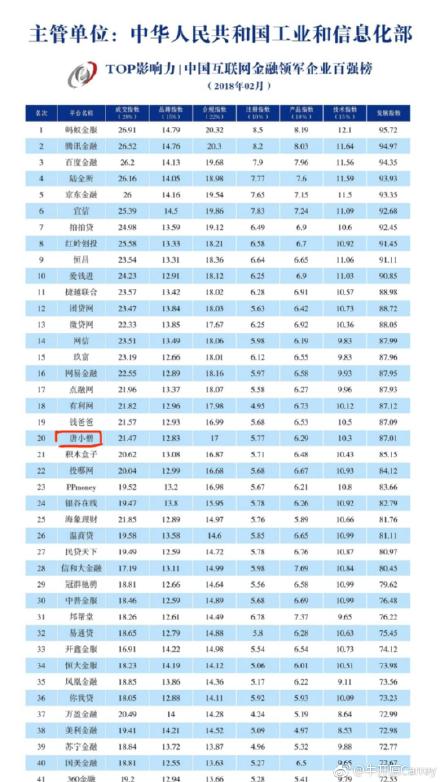 主管单位：中华人民共和国工业和信息化部
TOP影响力|中国互联网金融领军企业百强榜
（2018年02月）
名次 平台名称 成交指数 品牌指数 合规指数 注册指数 产品指数 技术指数 发展指数
(15%) (22%) (10%) (15%)
1 蚂蚁金服 26.91 14.79 20.32 8.5 8.19 12.1 95.72
2 腾讯金融 26.52 14.76 20.3 8.2 8.03 11.64 94.97
3 百度金融 26.2 14.13 19.68 7.9 7.96 11.56 94.35
4 陆金所 26.16 14.05 18.98 7.77 7.6 11.59 93.93
5 京东金融 26 14.16 19.54 7.65 7.15 11.5 93.35
6 宜信 25.39 14.5 19.86 7.83 7.24 11.09 92.68
7 拍拍贷 24.98 13.59 19.12 6.49 6.9 10.6 92.45
8 红岭创投 25.58 13.33 18.21 6.58 6.7 10.92 91.45
9 恒昌 23.54 13.31 18.36 6.64 6.65 11.06 91.11
10 爱钱进 24.23 12.91 18.12 6.25 6.9 11.03 90.85
11 捷越联合 23.57 13.42 18.02 6.28 6.91 10.57 88.98
12 团贷网 23.47 13.84 18.03 5.63 6.42 10.73 88.72
13 微贷网 22.33 13.85 17.67 6.25 6.92 10.36 88.05
14 网信 23.51 13.49 18.06 5.98 6.19 9.83 87.99
15 玖富 23.19 12.66 18.01 6.12 6.55 9.83 87.96
16 网易金融 22.55 12.89 18.16 5.97 6.58 8.93 87.95
17 点融网 21.96 13.37 18.07 5.58 6.27 9.96 87.93
18 有利网 21.82 12.96 17.98 4.95 6.73 10.12 87.12
19 钱爸爸 21.57 12.93 16.99 5.68 6.53 10.5 87.09
20 唐小僧 21.47 12.83 17 5.77 6.29 10.3 87.01
21 积木盒子 20.62 13.08 16.87 5.71 6.48 10.43 85.15
22 投哪网 20.20 12.99 16.68 5.68 6.67 10.93 84.12
23 PPmoney 19.52 13.2 16.98 5.67 6.21 10.8 83.66
24 银谷在线 19.47 13.8 15.95 5.78 6.26 10.92 82.79
25 海象理财 21.85 12.89 14.97 5.76 5.89 10.66 81.76
26 温商贷 19.58 13.58 14.6 5.85 6.65 10.99 81.11
27 民贷天下 19.49 12.59 14.72 5.78 6.76 10.87 80.97
28 信和大金融 17.19 13.11 14.99 5.98 7.69 10.84 80.45
29 冠群驰骋 18.81 12.66 14.64 5.56 6.58 10.99 79.62
30 中普金服 18.46 12.59 14.89 5.68 6.69 10.99 76.48
31 邦帮堂 18.26 12.61 14.49 6.78 7.37 9.65 76.22
32 易通贷 18.65 12.79 14.88 5.8 6.28 10.63 75.45
33 开鑫金服 16.91 14.22 14.98 5.54 6.54 10.73 74.12
34 恒大金服 18.23 14.19 14.12 5.06 6.01 10.51 73.98
35 凤凰金融 18.85 13.86 14.36 5.17 6.22 9.11 73.56
36 你我贷 18.05 12.88 14.11 5.92 5.93 10.09 73.23
37 万盈金融 20.49 14 14.28 4.24 5.19 8.64 72.99
38 美利金融 19.41 14.21 14.52 5.09 4.97 8.53 72.98
39 苏宁金融 18.84 13.72 13.87 4.96 5.32 9.88 72.77
40 国美金融 18.81 12.55 13.63 5.27 6.5 9.65 72.67
41 360金融 19.2 12.94 13.66 5.28 5.41 9.79 72.55